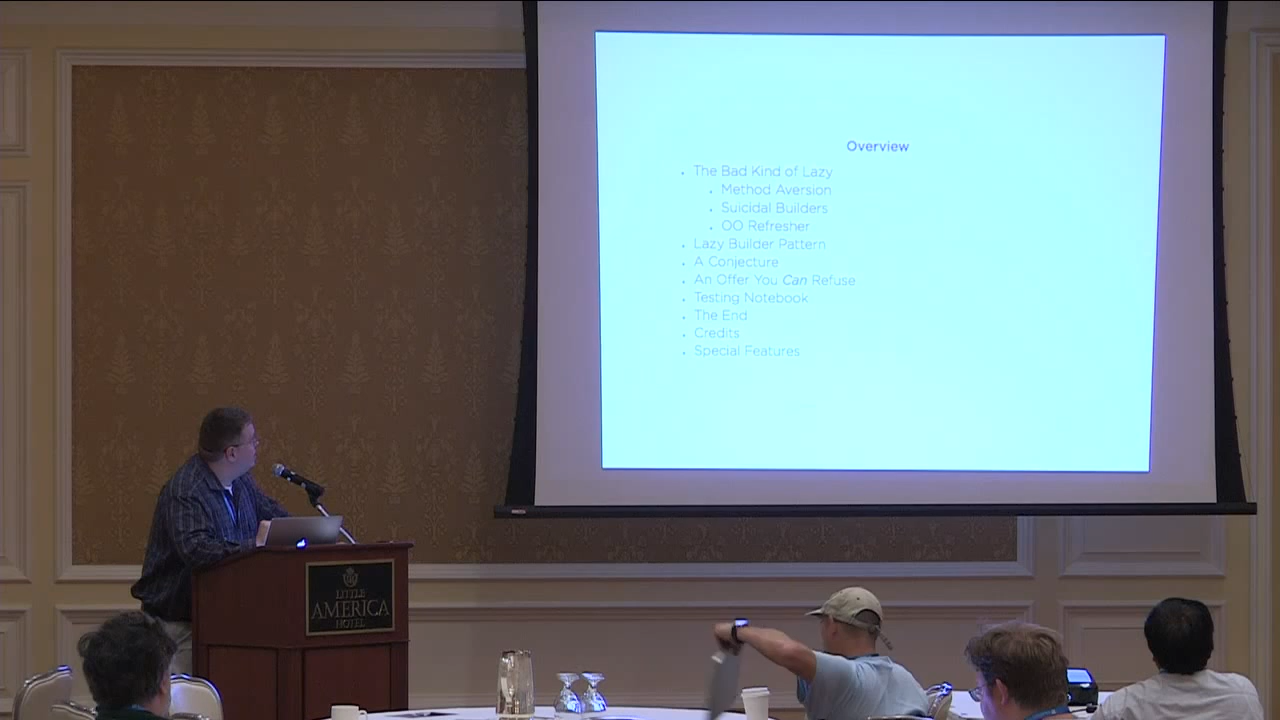 Overview
The Bad Kind of Lazy
Method Aversion
Suicidal Builders
OO Refresher
Lazy Builder Pattern
A Conjecture
An Offer You Can Refuse
Testing Notebook
The End
Credits
Special Features
LITTLE
AMERICA
HOTEL